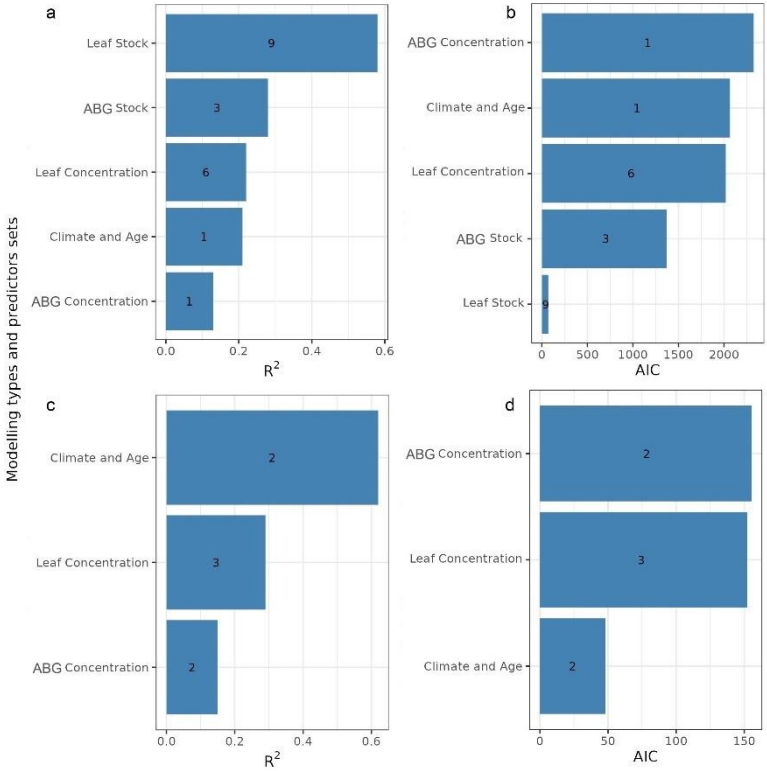 Modelling types and predictors sets
a
Leaf Stock 9
ABG Stock 3
Leaf Concentration 6
Climate and Age 1
ABG Concentration 1
0.0 0.2 0.4 0.6
R²
b
ABG Concentration 1
Climate and Age 1
Leaf Concentration 6
ABG Stock 3
Leaf Stock 9
0 500 1000 1500 2000
AIC
c
Climate and Age 2
Leaf Concentration 3
ABG Concentration 2
0.0 0.2 0.4 0.6
R²
d
ABG Concentration 2
Leaf Concentration 3
Climate and Age 2
0 50 100 150
AIC